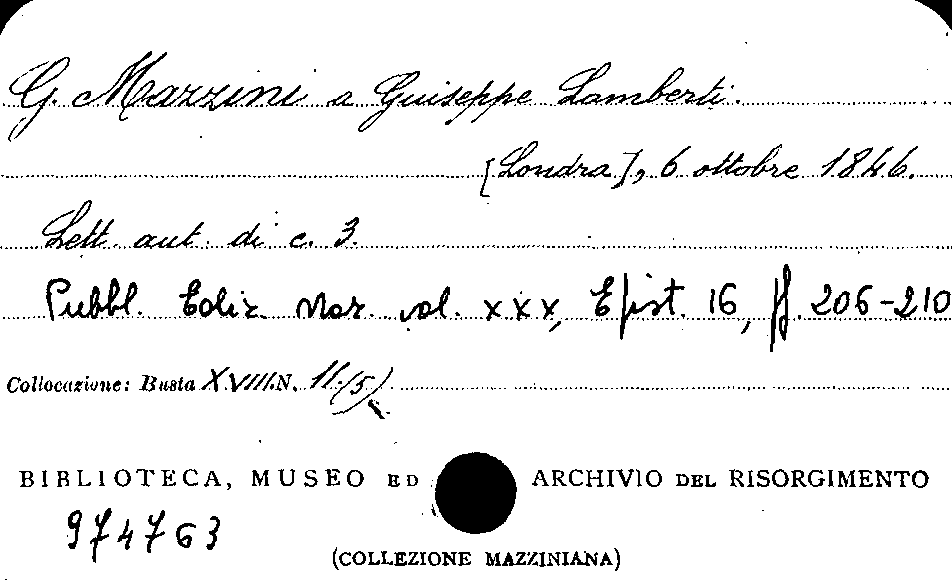 G. Mazzini a Giuseppe Lamberti.
[Londra], 6 ottobre 1846.
Lett. aut. di c. 3.
Pubbl. Ediz. Naz. vol. XXX, Epist. 16, pp. 206-210
Collocazione: Busta XVIII N. 11 (5)
BIBLIOTECA, MUSEO ED ARCHIVIO DEL RISORGIMENTO
974763
(COLLEZIONE MAZZINIANA)